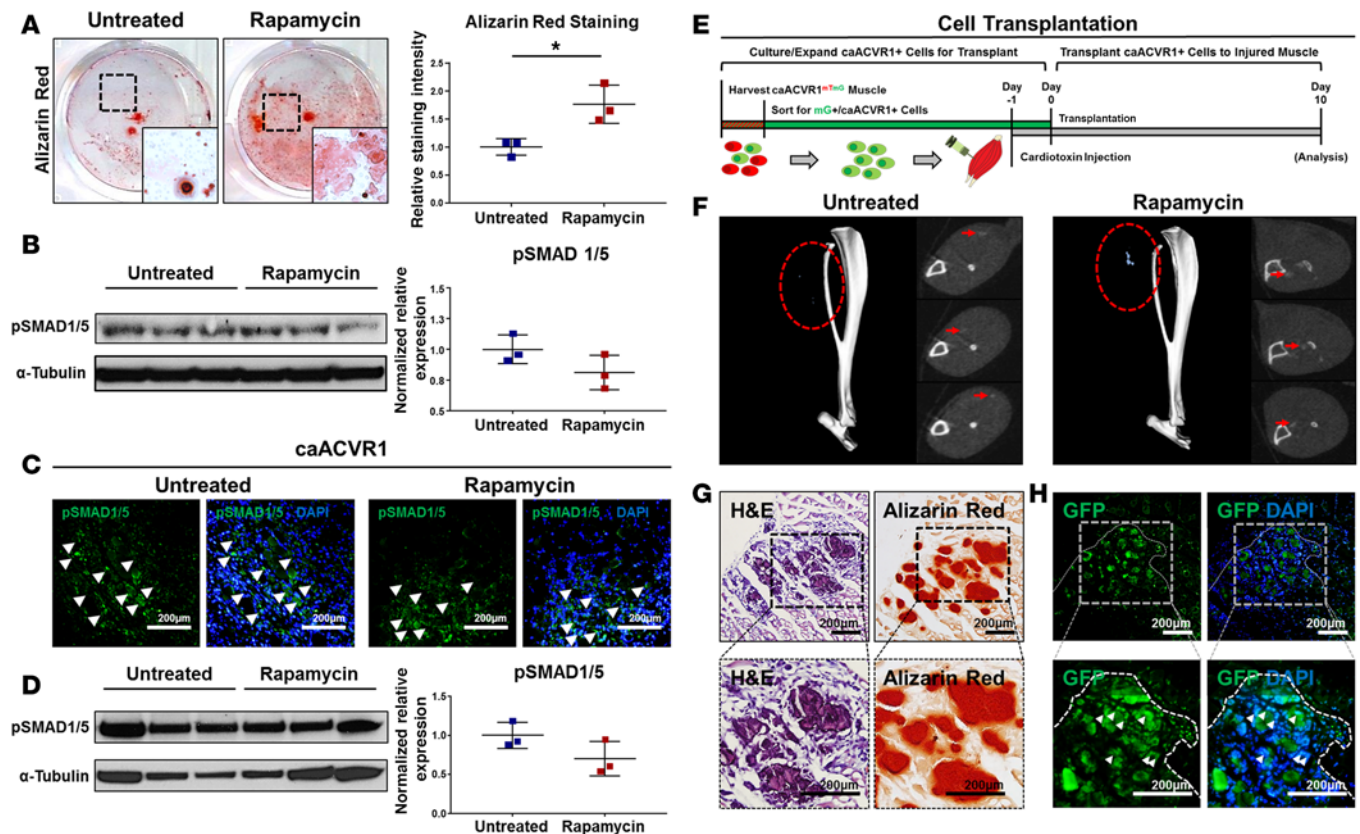 A
Untreated
Rapamycin
Alizarin Red
Alizarin Red Staining
Relative staining intensity
2.5
2.0
1.5
1.0
0.5
0.0
*
Untreated
Rapamycin
B
Untreated
Rapamycin
pSMAD1/5
α-Tubulin
pSMAD 1/5
Normalized relative
expression
1.5
1.3
1.0
0.8
0.5
Untreated
Rapamycin
caACVR1
C
Untreated
Rapamycin
pSMAD1/5
200μm
pSMAD1/5 DAPI
200μm
pSMAD1/5
200μm
pSMAD1/5 DAPI
200μm
D
Untreated
Rapamycin
pSMAD1/5
α-Tubulin
pSMAD1/5
Normalized relative
expression
1.5
1.0
0.5
0.0
Untreated
Rapamycin
E
Cell Transplantation
Culture/Expand caACVR1+ Cells for Transplant
Transplant caACVR1+ Cells to Injured Muscle
Harvest caACVR1mTmG Muscle
Sort for mG+/caACVR1+ Cells
Day
-1
Day
0
Day
10
Transplantation
Cardiotoxin Injection
(Analysis)
F
Untreated
Rapamycin
G
H&E
200μm
Alizarin Red
200μm
H&E
200μm
Alizarin Red
200μm
H
GFP
200μm
GFP DAPI
200μm
GFP
200μm
GFP DAPI
200μm